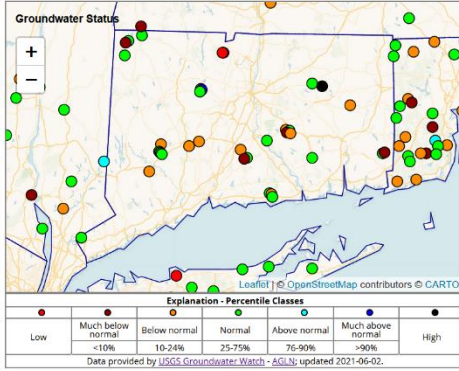 Groundwater Status
+
−
Leaflet | © OpenStreetMap contributors © CARTO
Explanation - Percentile Classes
Low Much below normal Below normal Normal Above normal Much above normal High
<10% 10-24% 25-75% 76-90% >90%
Data provided by USGS Groundwater Watch - AGLN; updated 2021-06-02.